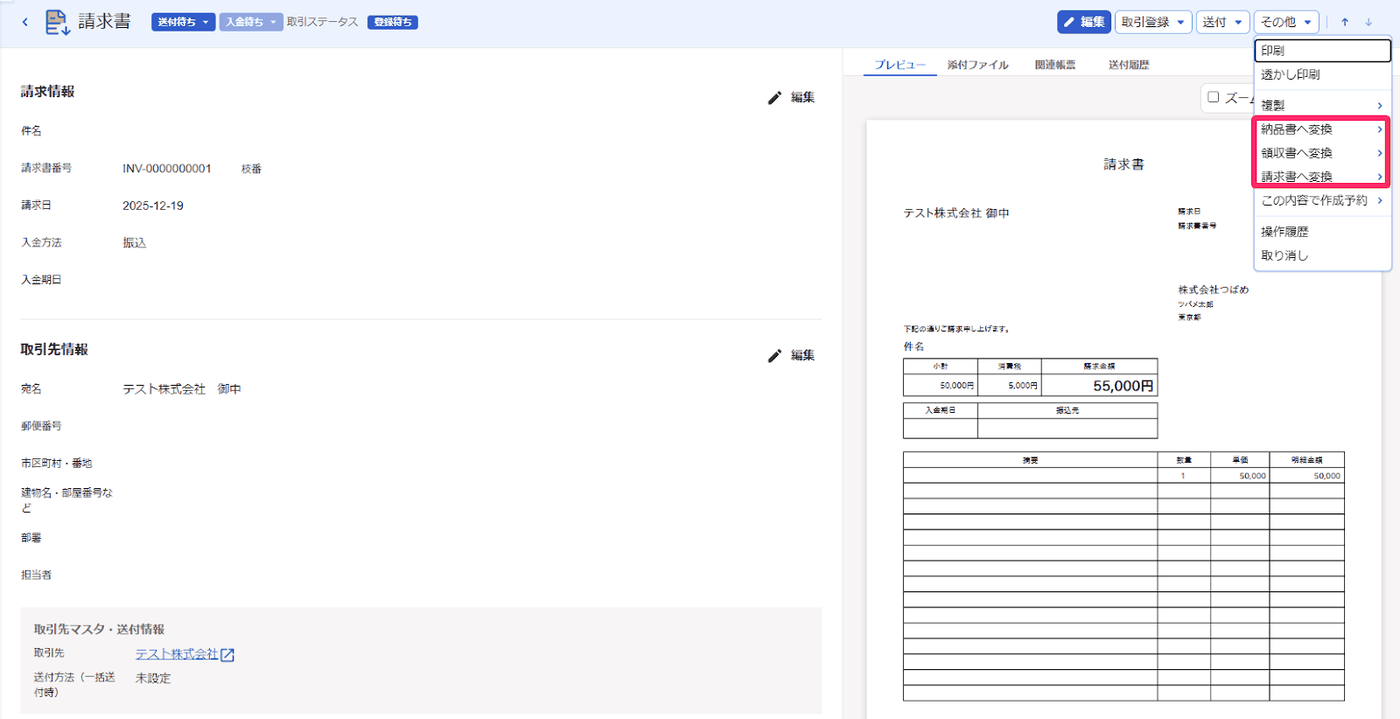 請求書 送付待ち 入金待ち 取引ステータス 登録待ち
編集 取引登録 送付 その他
請求情報
編集
件名
請求書番号 INV-0000000001 枝番
請求日 2025-12-19
入金方法 振込
入金期日
取引先情報
編集
宛名 テスト株式会社 御中
郵便番号
市区町村・番地
建物名・部屋番号な
ど
部署
担当者
取引先マスタ・送付情報
取引先 テスト株式会社
送付方法（一括送
付時） 未設定
プレビュー 添付ファイル 関連帳票 送付履歴
ズーム
印刷
透かし印刷
複製
納品書へ変換
領収書へ変換
請求書へ変換
この内容で作成予約
操作履歴
取り消し
請求書
テスト株式会社 御中
請求日
請求書番号
株式会社つばめ
ツバメ太郎
東京都
下記の通りご請求申し上げます。
件名
小計 消費税 請求金額
50,000円 5,000円 55,000円
入金期日 振込先
摘要 数量 単価 明細金額
1 50,000 50,000